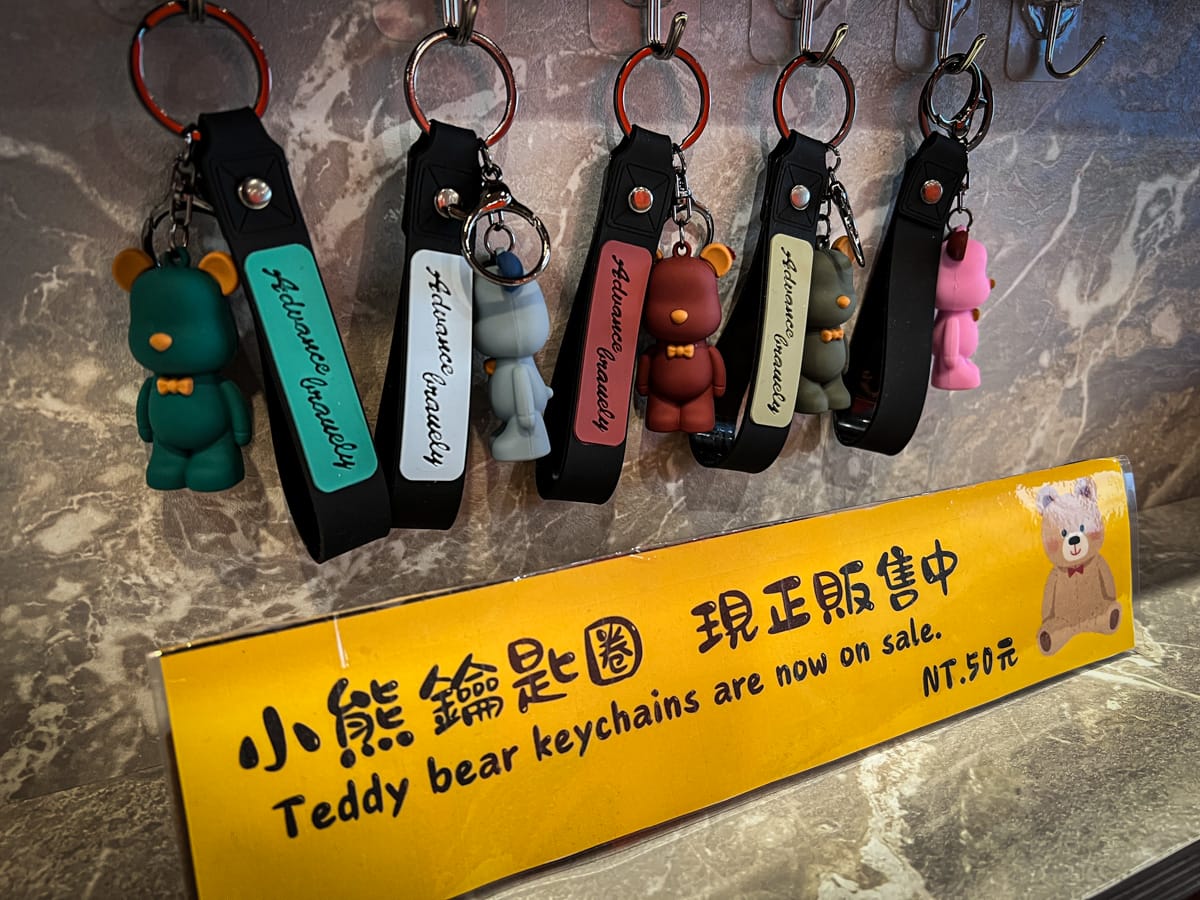 Advance bravely
Advance bravely
Advance bravely
Advance bravely
小熊鑰匙圈 現正販售中
Teddy bear keychains are now on sale.
NT.50元